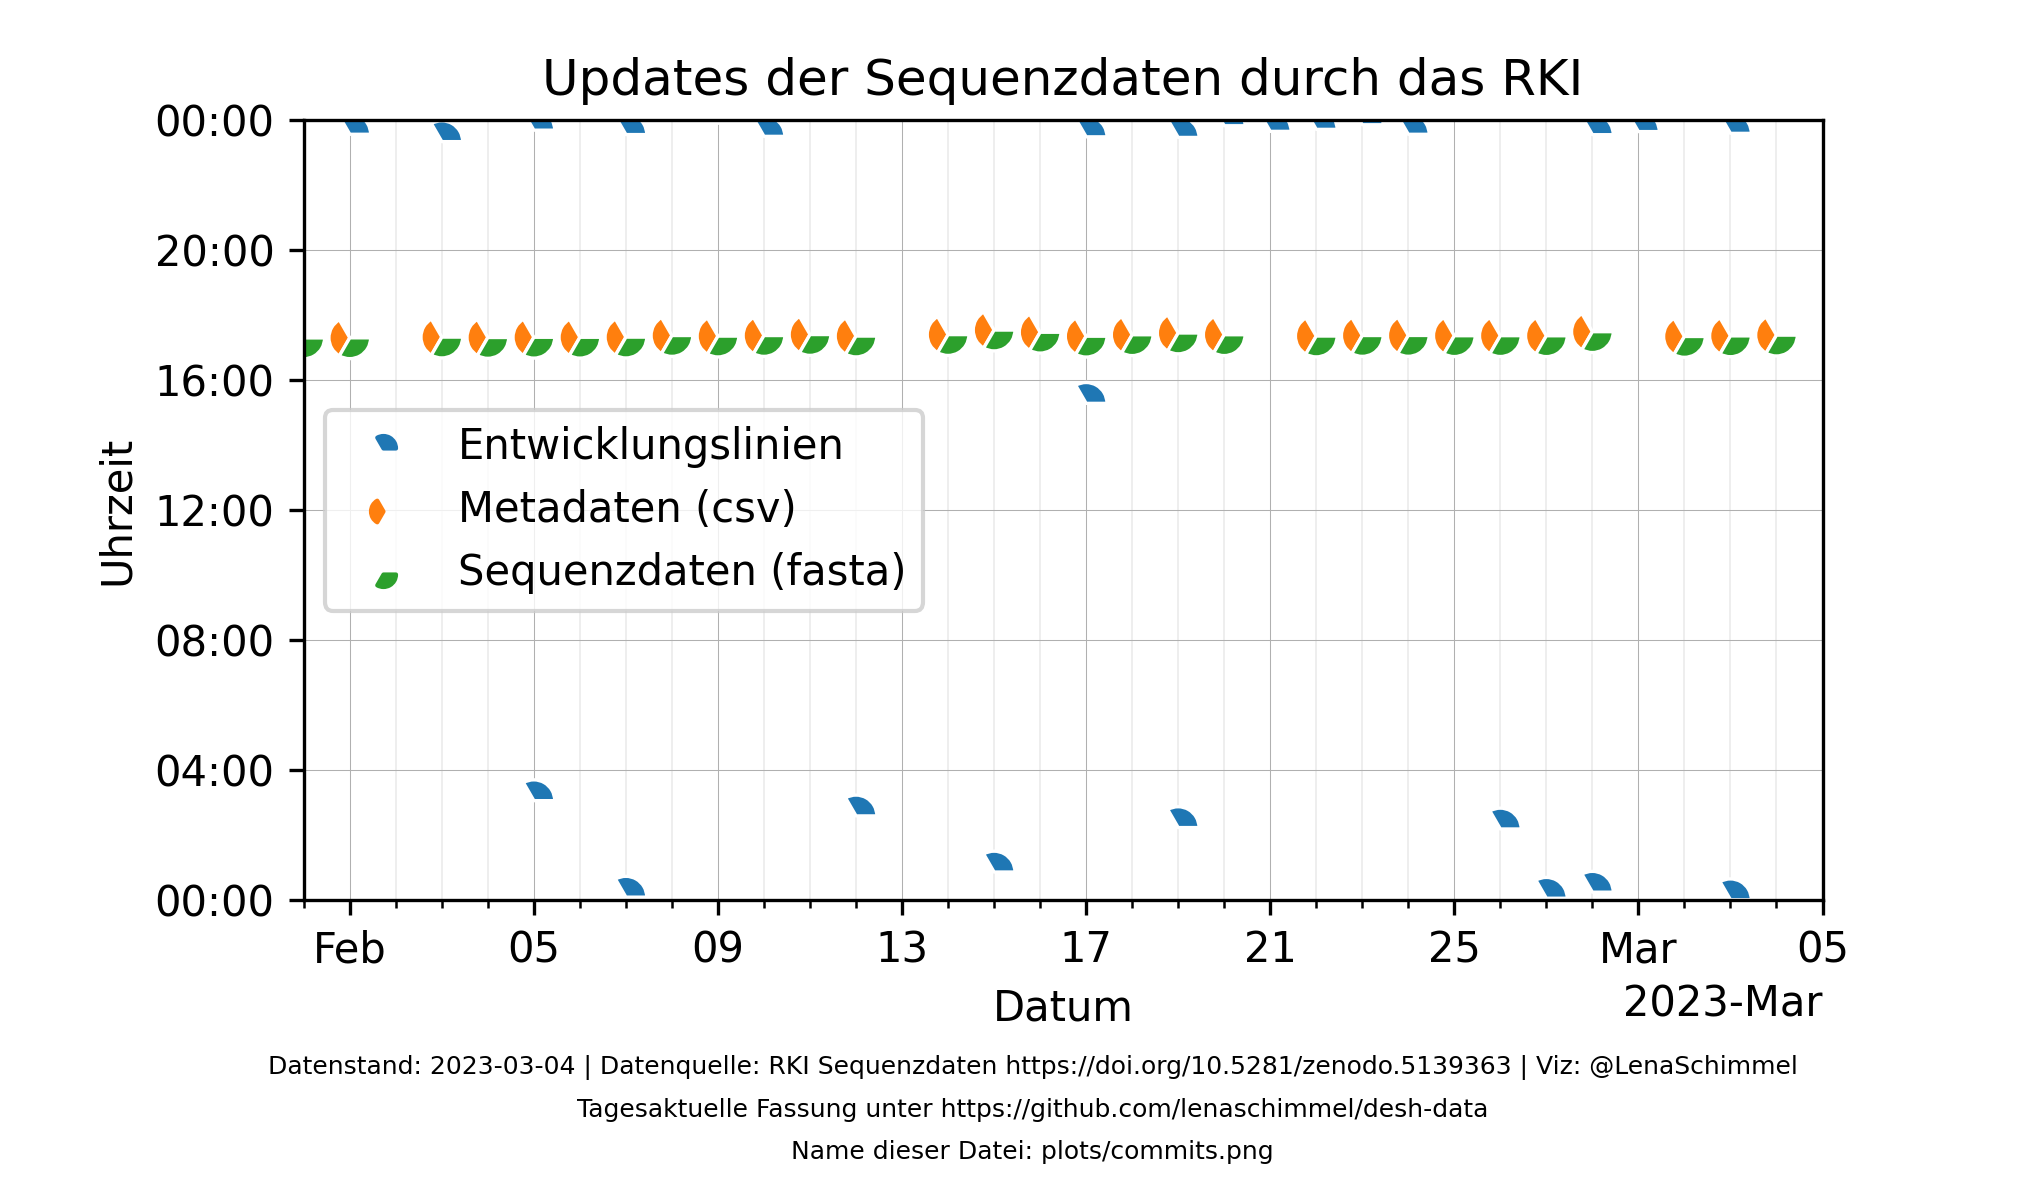 Updates der Sequenzdaten durch das RKI
00:00
20:00
16:00
12:00
08:00
04:00
00:00
Uhrzeit
Entwicklungslinien
Metadaten (csv)
Sequenzdaten (fasta)
Feb 05 09 13 17 21 25 Mar 05
2023-Mar
Datum
Datenstand: 2023-03-04 | Datenquelle: RKI Sequenzdaten https://doi.org/10.5281/zenodo.5139363 | Viz: @LenaSchimmel
Tagesaktuelle Fassung unter https://github.com/lenaschimmel/desh-data
Name dieser Datei: plots/commits.png